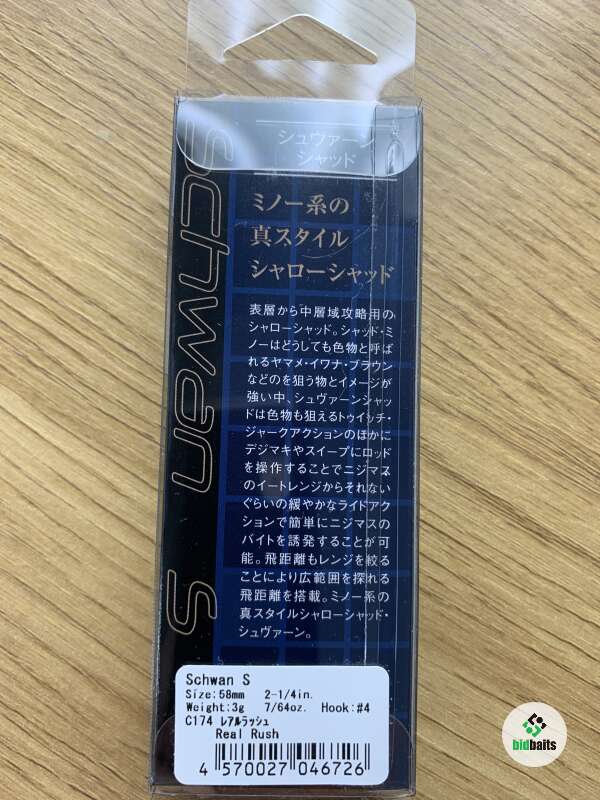 シュヴァーン
シャッド
Schwan S
ミノー系の
真スタイル
シャローシャッド
表層から中層域攻略用の
シャローシャッド。シャッド・ミ
ノーはどうしても色物と呼ば
れるヤマメ・イワナ・ブラウン
などのを狙う物とイメージが
強い中、シュヴァーンシャッ
ドは色物も狙えるトゥイッチ・
ジャークアクションのほかに
デジマキやスイープにロッド
を操作することでニジマス
のイートレンジからそれない
ぐらいの緩やかなライドアク
ションで簡単にニジマスの
バイトを誘発することが可
能。飛距離もレンジを絞る
ことにより広範囲を探れる
飛距離を搭載。ミノー系の
真スタイルシャローシャッド・
シュヴァーン。
Schwan S
Size:58mm 2-1/4in.
Weight:3g 7/64oz. Hook:#4
C174 レアルラッシュ
Real Rush
4 570027 046726
bidbaits